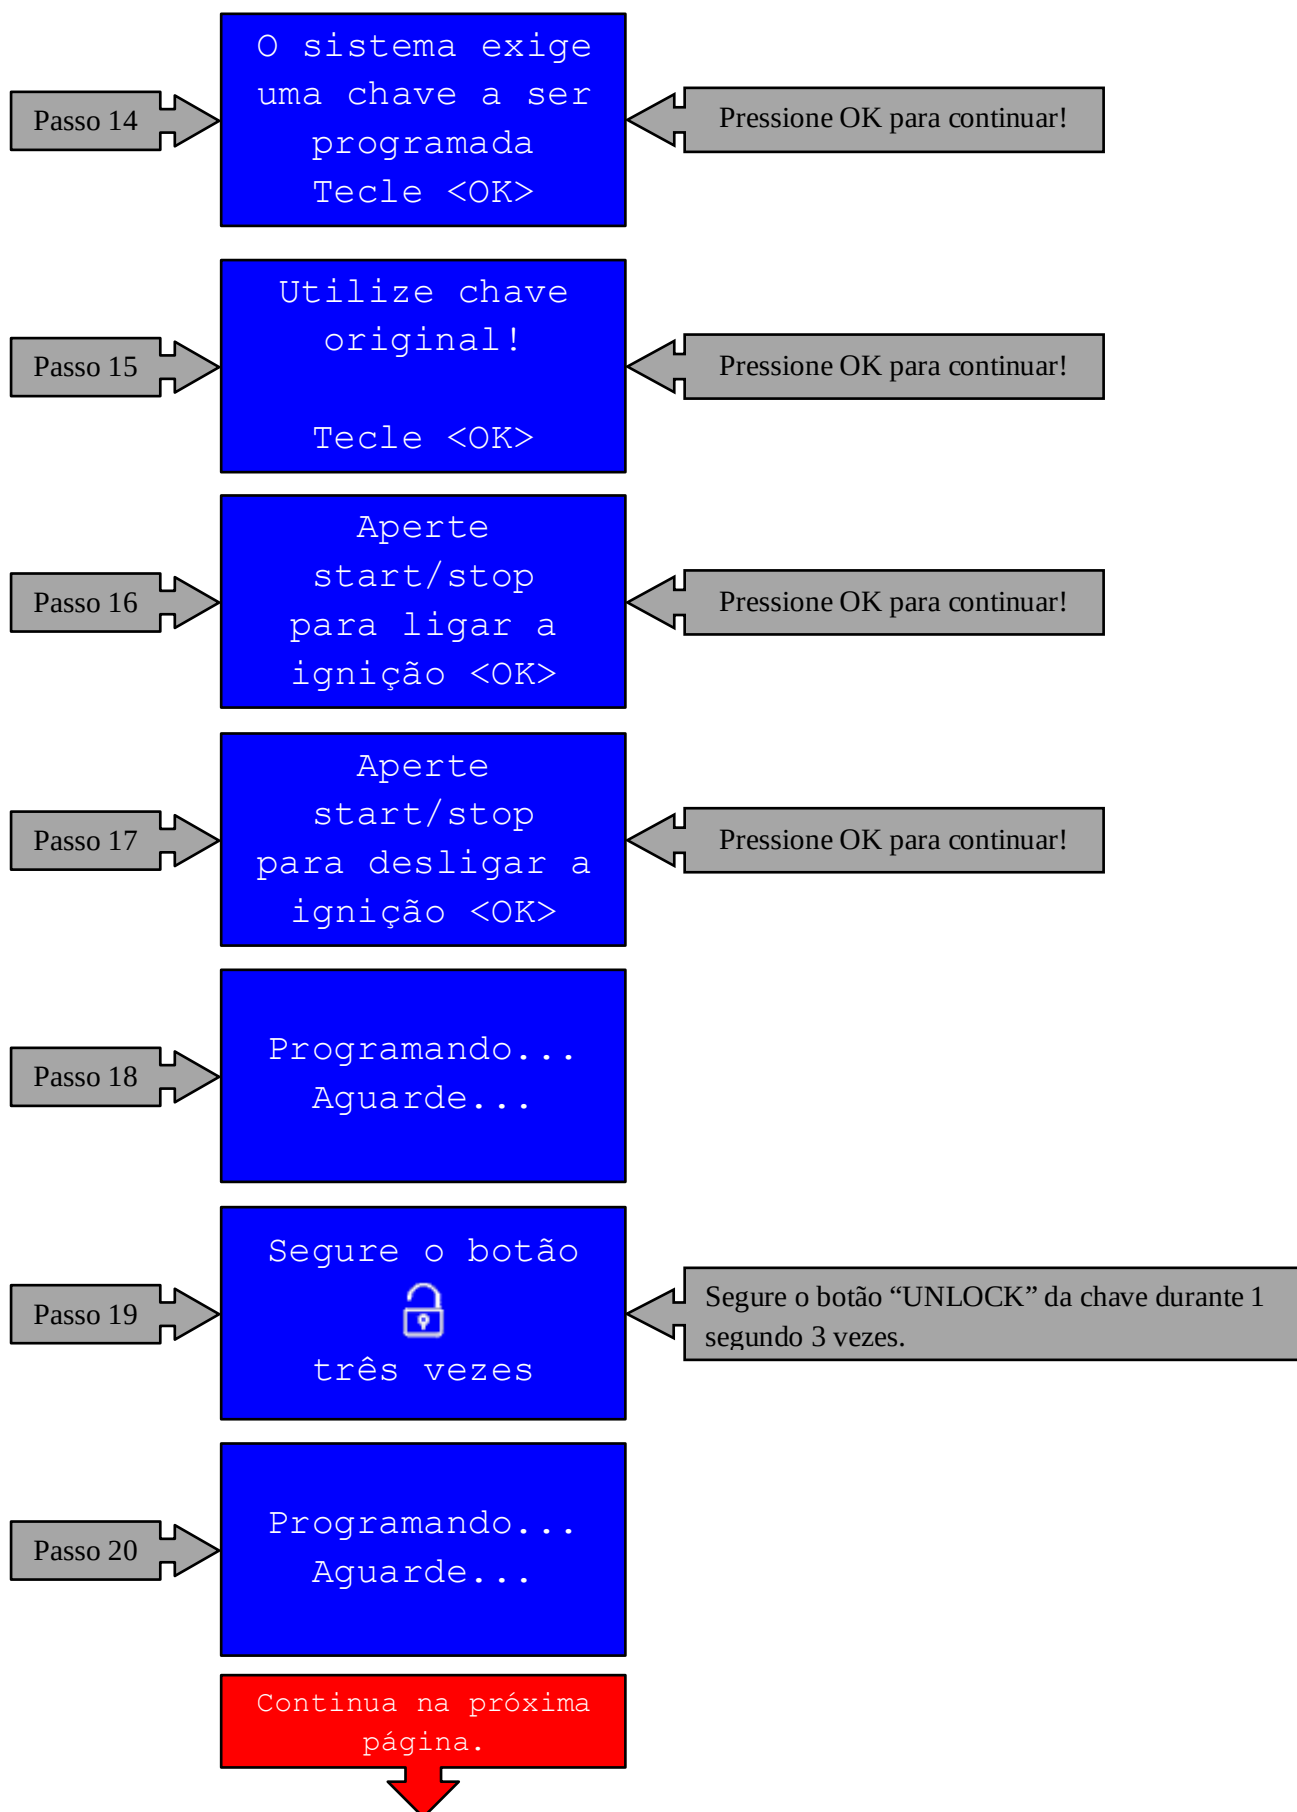 Passo 14
O sistema exige
uma chave a ser
programada
Tecle <OK>
Pressione OK para continuar!
Passo 15
Utilize chave
original!
Tecle <OK>
Pressione OK para continuar!
Passo 16
Aperte
start/stop
para ligar a
ignição <OK>
Pressione OK para continuar!
Passo 17
Aperte
start/stop
para desligar a
ignição <OK>
Pressione OK para continuar!
Passo 18
Programando...
Aguarde...
Passo 19
Segure o botão
três vezes
Segure o botão “UNLOCK” da chave durante 1
segundo 3 vezes.
Passo 20
Programando...
Aguarde...
Continua na próxima
página.